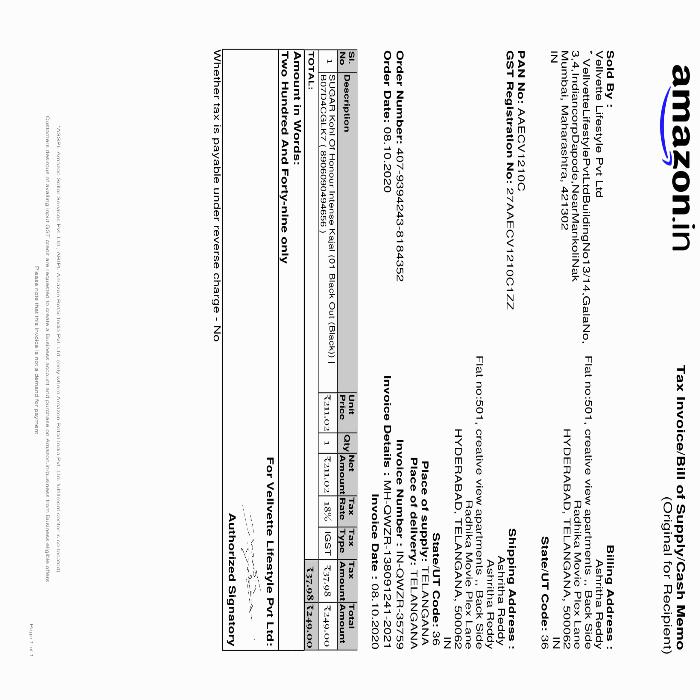 amazon.in
Tax Invoice/Bill of Supply/Cash Memo
(Original for Recipient)
Sold By :
Vellvette Lifestyle Pvt Ltd
* VellvetteLifestylePvtLtdBuildingNo13/14,GalaNo.
3,4,IndiancorpDapode,NearMankoliNak
Mumbai, Maharashtra, 421302
IN
Billing Address :
Ashritha Reddy
Flat no:501, creative view apartments ., Back Side
Radhika Movie Plex Lane
HYDERABAD, TELANGANA, 500062
IN
State/UT Code: 36
PAN No: AAECV1210C
GST Registration No: 27AAECV1210C1ZZ
Shipping Address :
Ashritha Reddy
Ashritha Reddy
Flat no:501, creative view apartments ., Back Side
Radhika Movie Plex Lane
HYDERABAD, TELANGANA, 500062
IN
State/UT Code: 36
Place of supply: TELANGANA
Place of delivery: TELANGANA
Order Number: 407-9394243-8184352
Order Date: 08.10.2020
Invoice Number : IN-QWZR-35759
Invoice Details : MH-QWZR-138091241-2021
Invoice Date : 08.10.2020
Sl. No Description Unit Price Qty Net Amount Tax Rate Tax Type Tax Amount Total Amount
1 SUGAR Kohl Of Honour Intense Kajal (01 Black Out (Black)) | ₹211.02 1 ₹211.02 18% IGST ₹37.98 ₹249.00
B07D4CGLK7 ( 8906090494656 )
TOTAL: ₹37.98 ₹249.00
Amount in Words:
Two Hundred And Forty-nine only
For Vellvette Lifestyle Pvt Ltd:
Authorized Signatory
Whether tax is payable under reverse charge - No
Please note that this invoice is not a demand for payment
Page 1 of 1